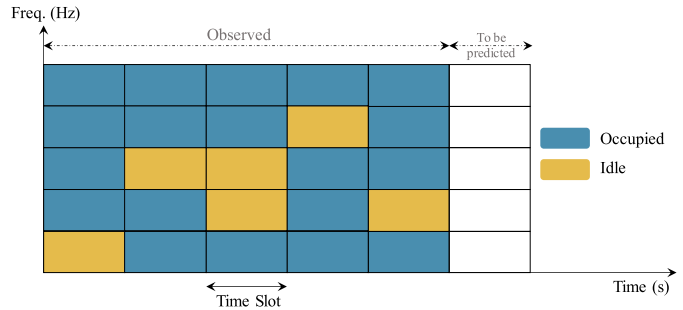 Freq. (Hz)
Observed
To be
predicted
Occupied
Idle
Time (s)
Time Slot